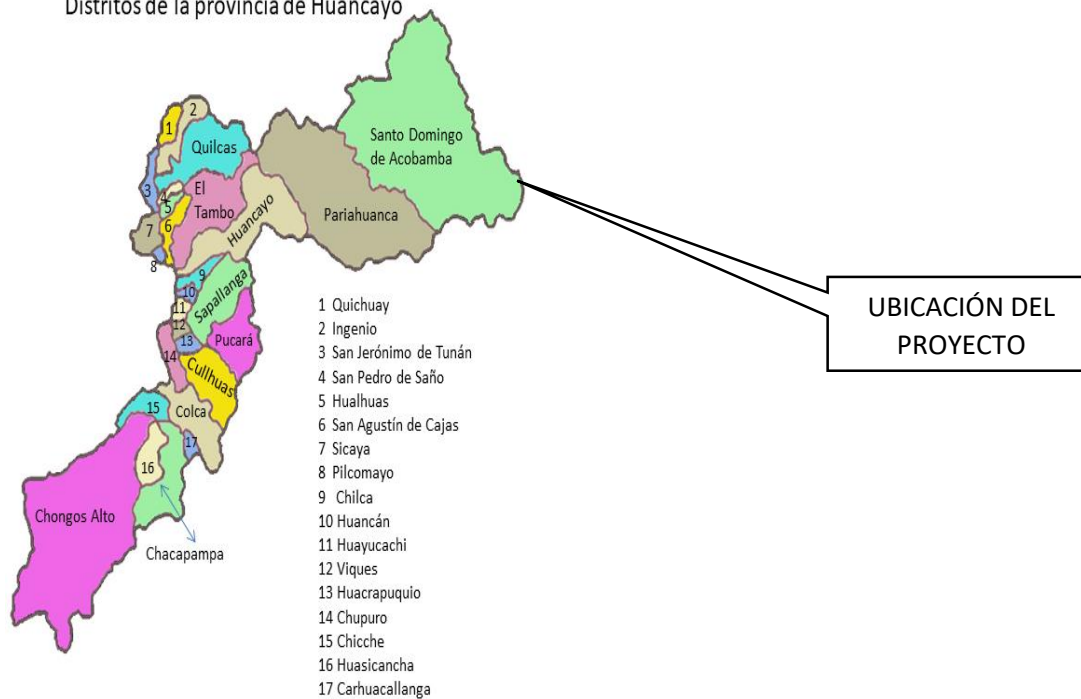 Distritos de la provincia de Huancayo
2
1
Quilcas
Santo Domingo
de Acobamba
3
4
El
Tambo
5
6
7
8
Huancayo
Pariahuanca
9
10
11
12
13
14
Sapallanga
Pucará
Cullhuas
Colca
15
16
17
Chongos Alto
Chacapampa
1 Quichuay
2 Ingenio
3 San Jerónimo de Tunán
4 San Pedro de Saño
5 Hualhuas
6 San Agustín de Cajas
7 Sicaya
8 Pilcomayo
9 Chilca
10 Huancán
11 Huayucachi
12 Viques
13 Huacrapuquio
14 Chupuro
15 Chicche
16 Huasicancha
17 Carhuacallanga
UBICACIÓN DEL
PROYECTO